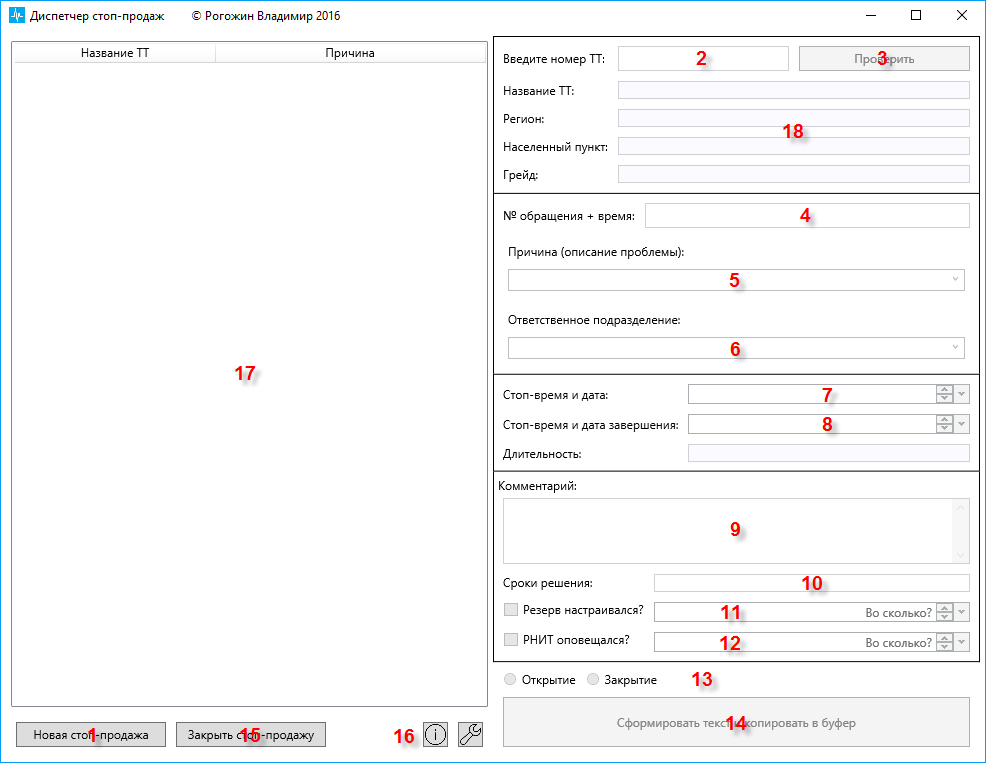 Диспетчер стоп-продаж © Рогожин Владимир 2016
Название ТТ Причина
17
Новая стоп-продажа 1
Закрыть стоп-продажу 15
16
Введите номер ТТ: 2 Проверить 3
Название ТТ:
Регион:
18
Населенный пункт:
Грейд:
№ обращения + время: 4
Причина (описание проблемы):
5
Ответственное подразделение:
6
Стоп-время и дата: 7
Стоп-время и дата завершения: 8
Длительность:
Комментарий:
9
Сроки решения: 10
Резерв настраивался? 11 Во сколько?
РНИТ оповещался? 12 Во сколько?
Открытие Закрытие 13
Сформировать текст и копировать в буфер 14